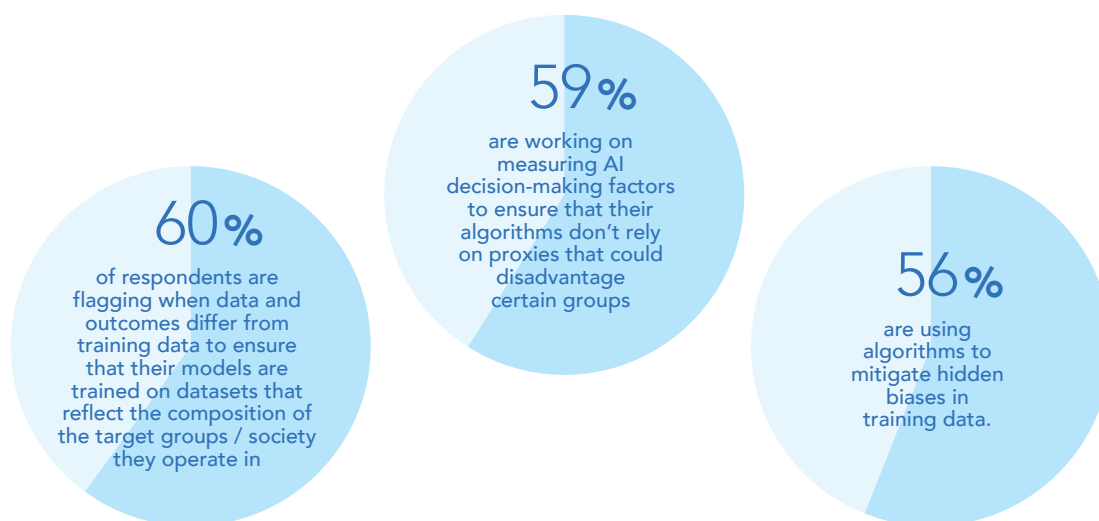 60%
of respondents are
flagging when data and
outcomes differ from
training data to ensure
that their models are
trained on datasets that
reflect the composition of
the target groups / society
they operate in
59%
are working on
measuring AI
decision-making factors
to ensure that their
algorithms don’t rely
on proxies that could
disadvantage
certain groups
56%
are using
algorithms to
mitigate hidden
biases in
training data.